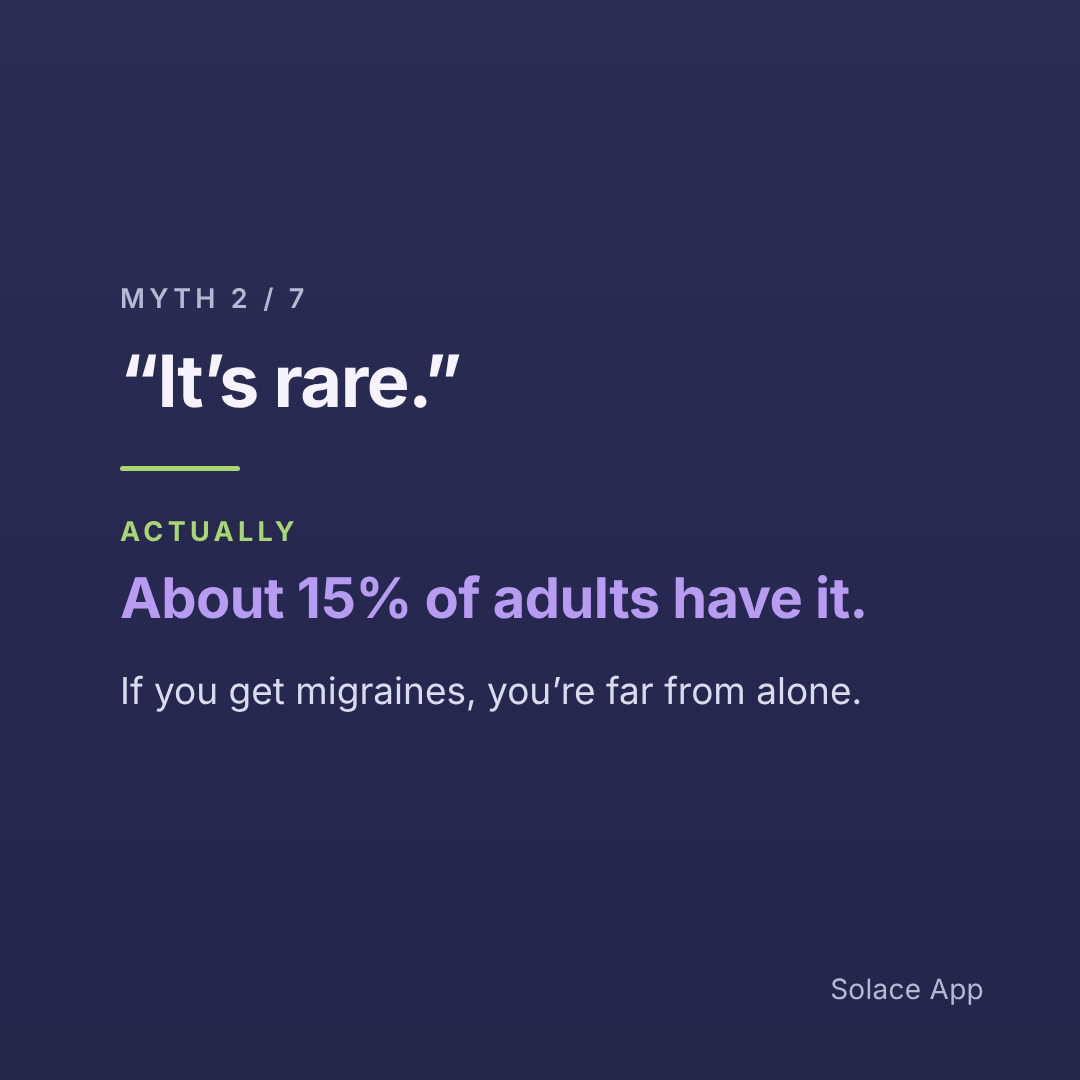 MYTH 2 / 7
“It’s rare.”
ACTUALLY
About 15% of adults have it.
If you get migraines, you’re far from alone.
Solace App